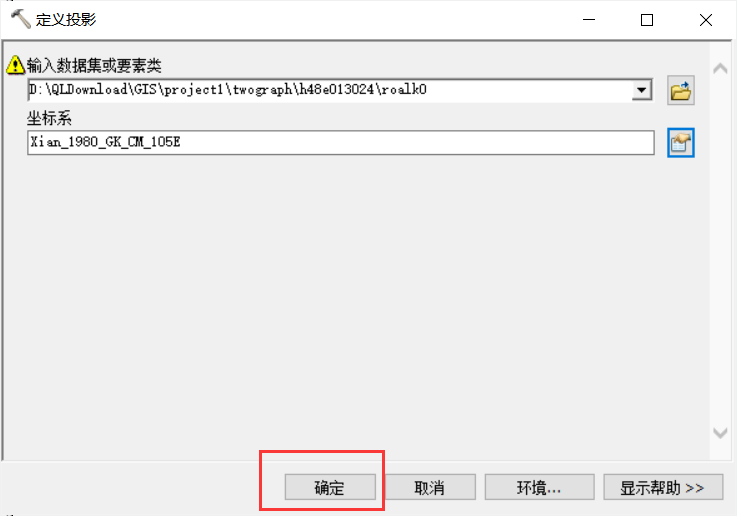 定义投影
输入数据集或要素类
D:\QLDownload\GIS\project1\twograph\h48e013024\roalk0
坐标系
Xian_1980_GK_CM_105E
确定 取消 环境... 显示帮助 >>